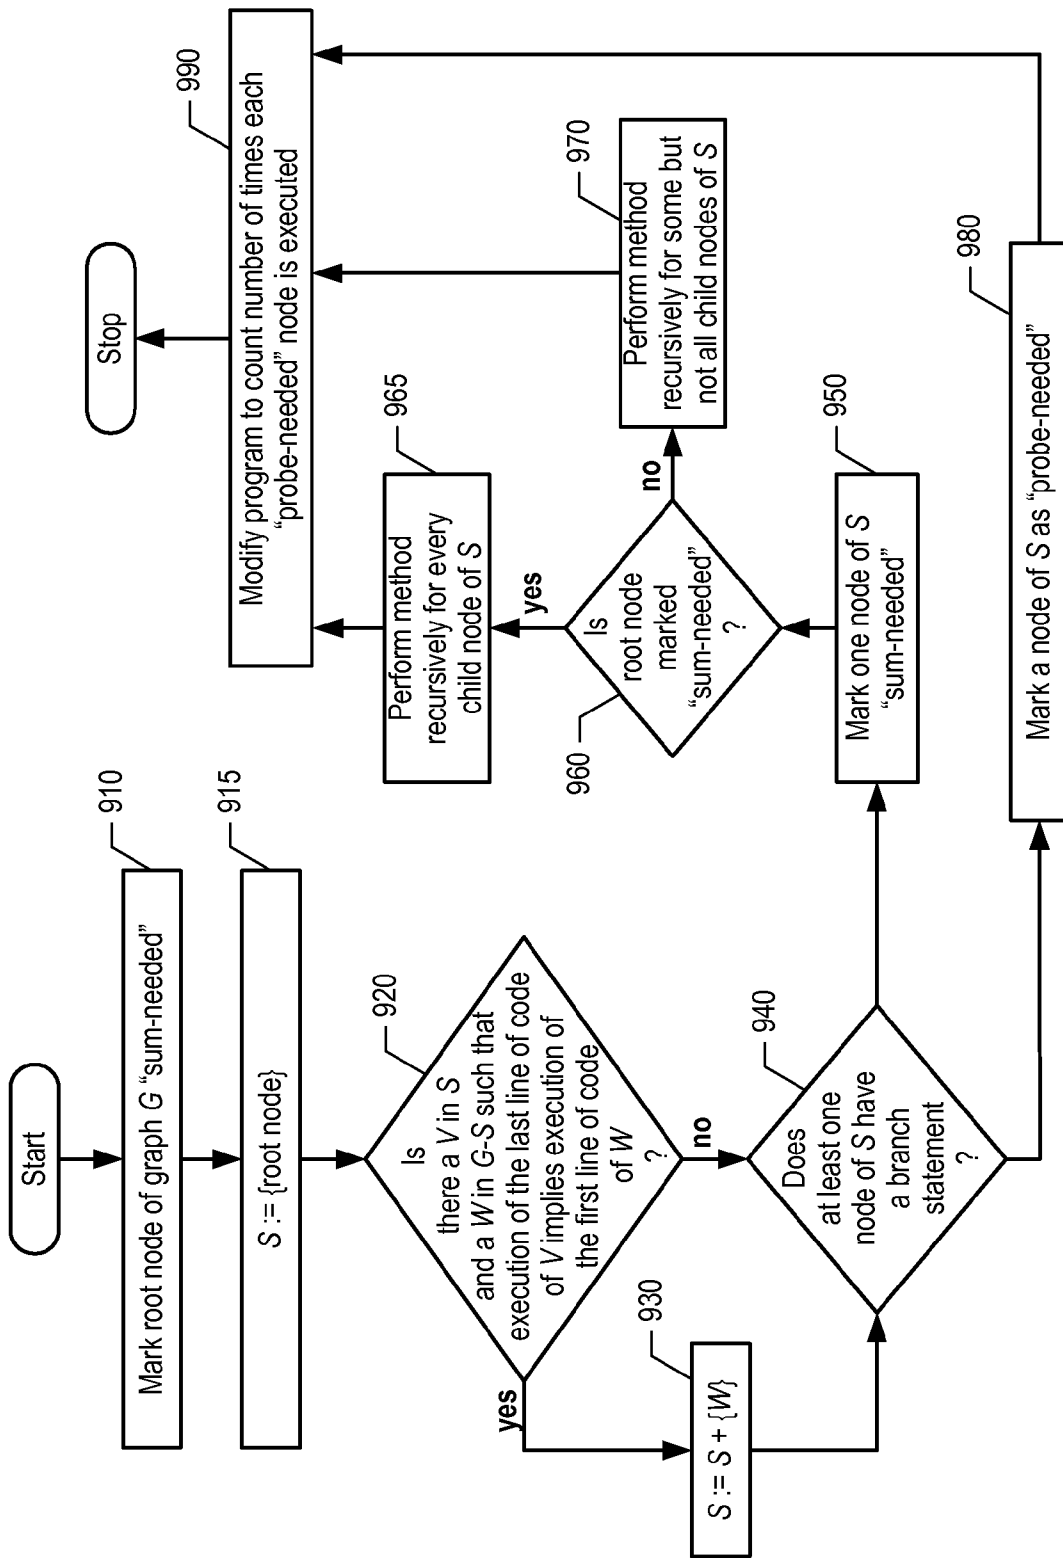 Start
Mark root node of graph G “sum-needed”
910
S := {root node}
915
Is
there a V in S
and a W in G-S such that
execution of the last line of code
of V implies execution of
the first line of code
of W
?
920
yes
no
S := S + {W}
930
Does
at least one
node of S have
a branch
statement
?
940
Mark one node of S
“sum-needed”
950
Is
root node
marked
“sum-needed”
?
960
yes
no
Perform method
recursively for every
child node of S
965
Perform method
recursively for some but
not all child nodes of S
970
Mark a node of S as “probe-needed”
980
Modify program to count number of times each
“probe-needed” node is executed
990
Stop